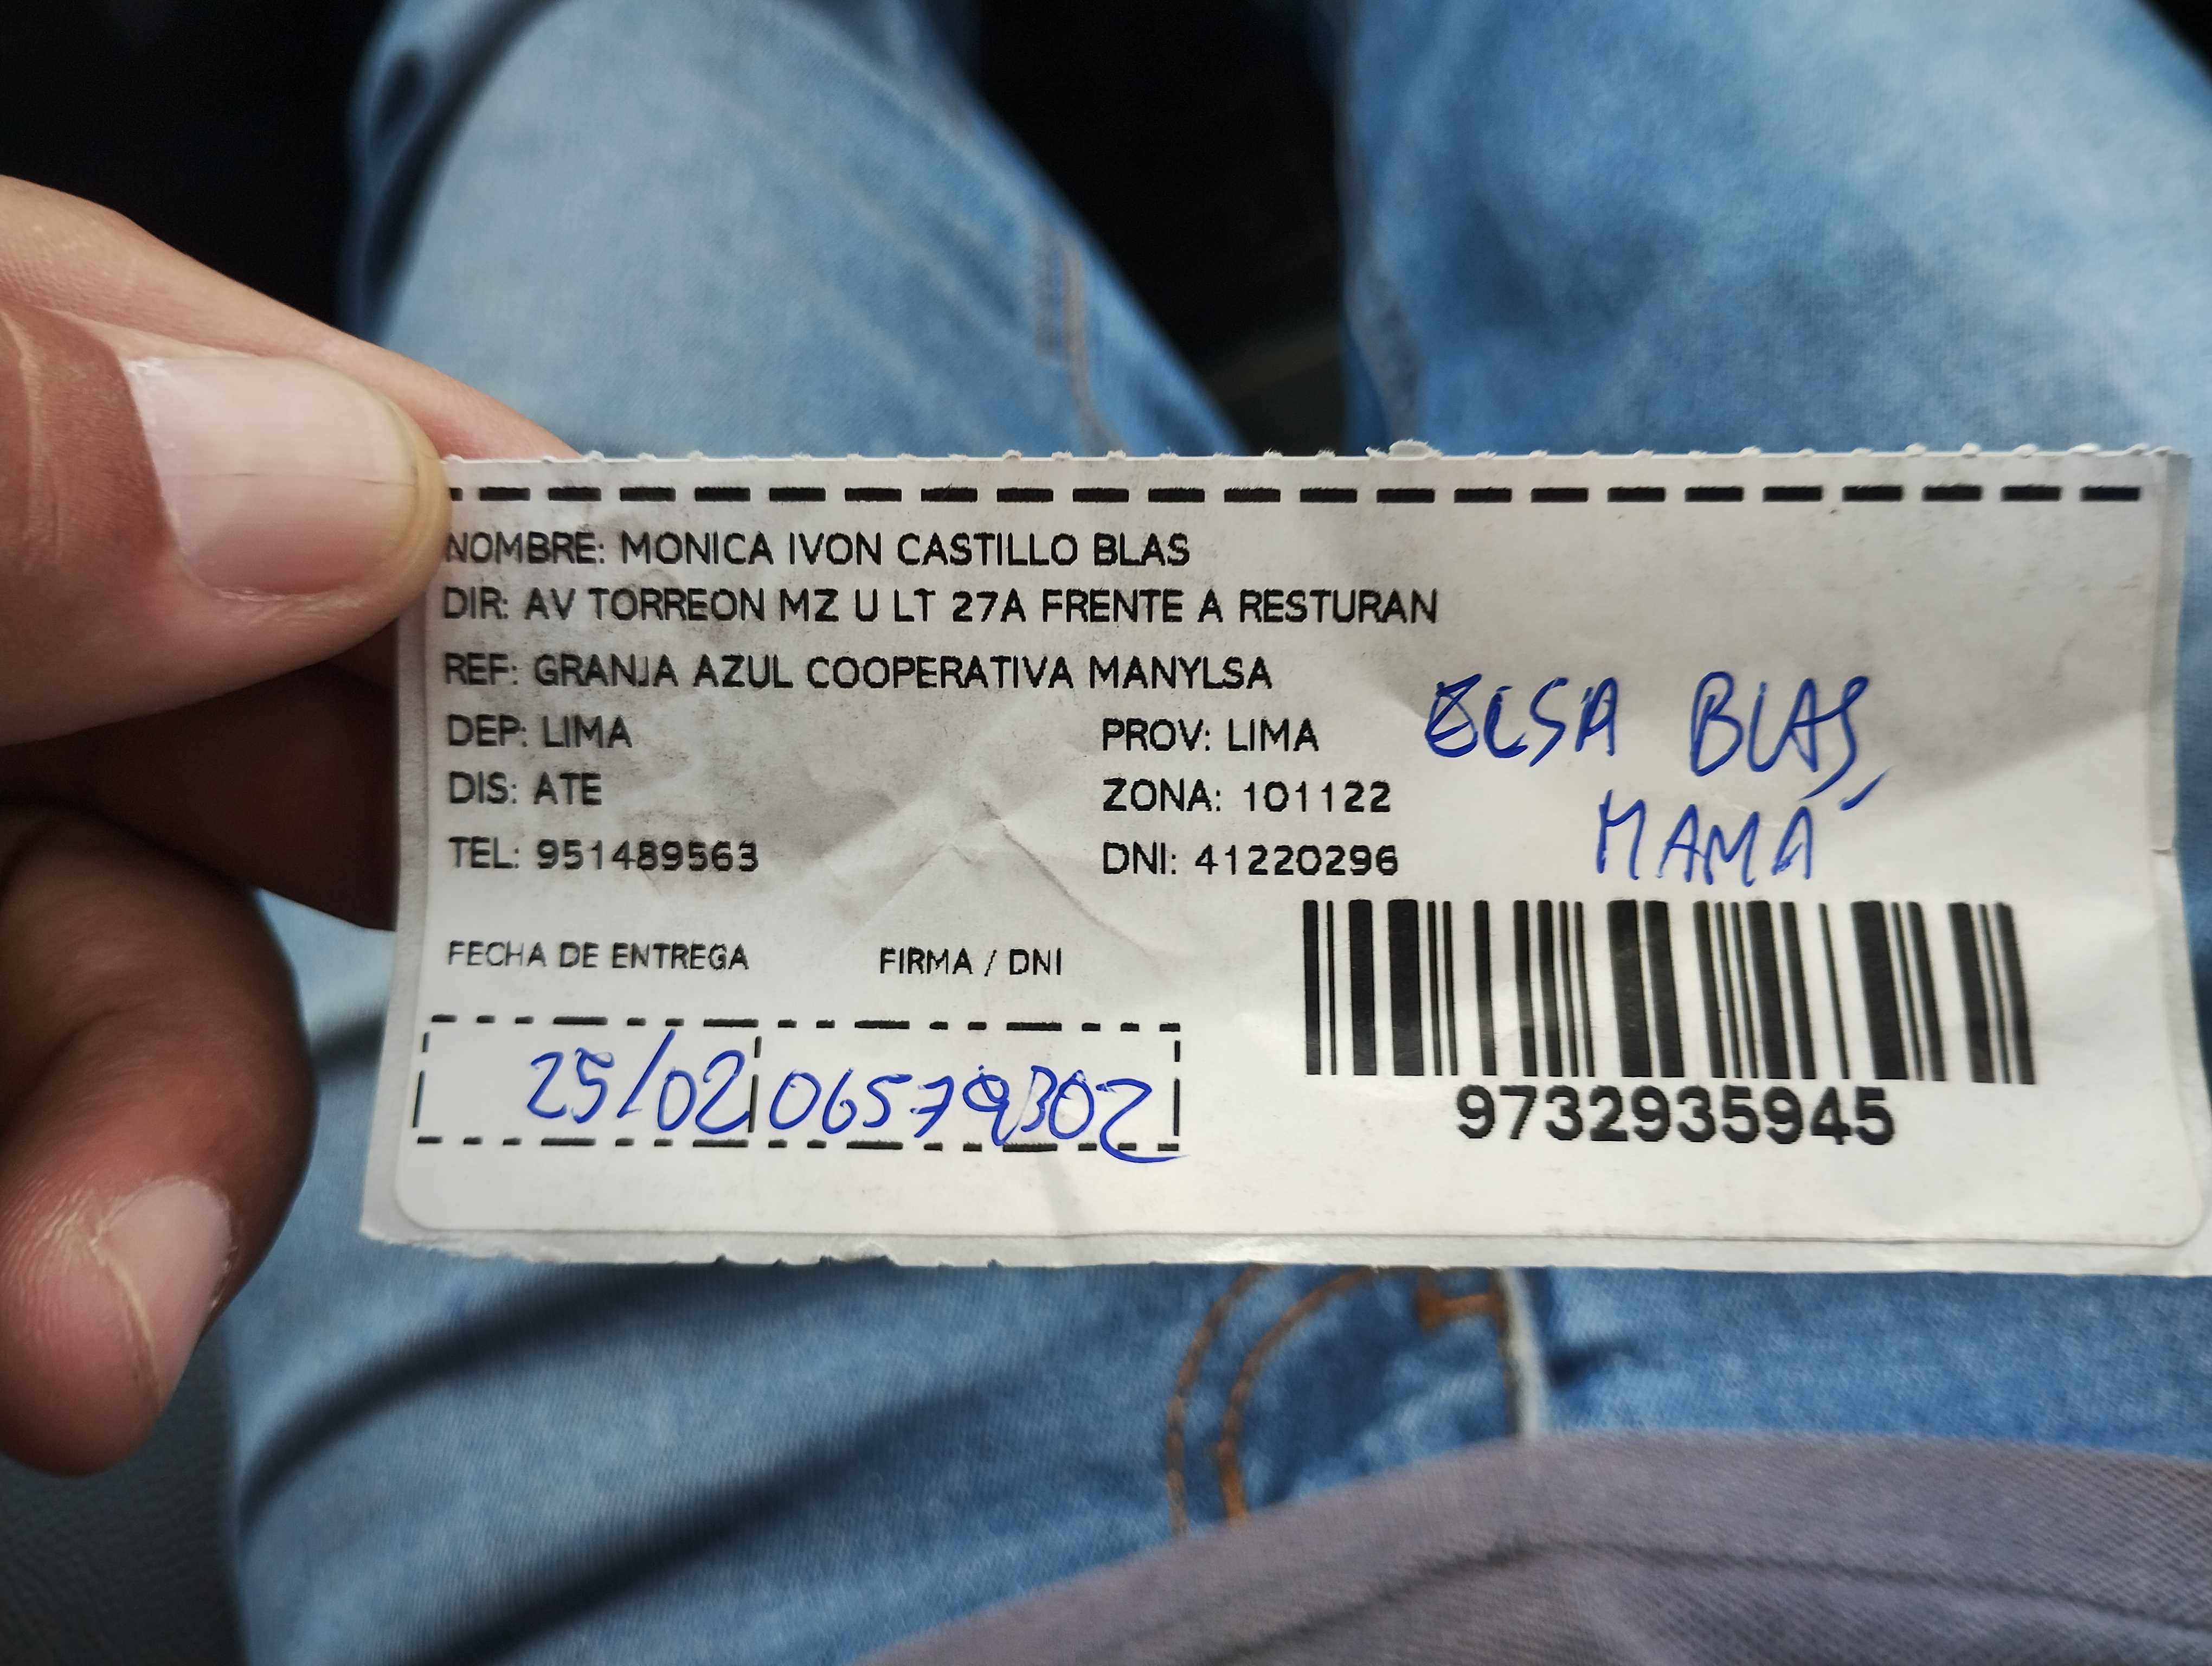 NOMBRE: MONICA IVON CASTILLO BLAS
DIR: AV TORREON MZ U LT 27A FRENTE A RESTURAN
REF: GRANJA AZUL COOPERATIVA MANYLSA
DEP: LIMA PROV: LIMA
DIS: ATE ZONA: 101122
TEL: 951489563 DNI: 41220296
ELSA BLAS,
MAMÁ
FECHA DE ENTREGA FIRMA / DNI
25/02 06579302
9732935945